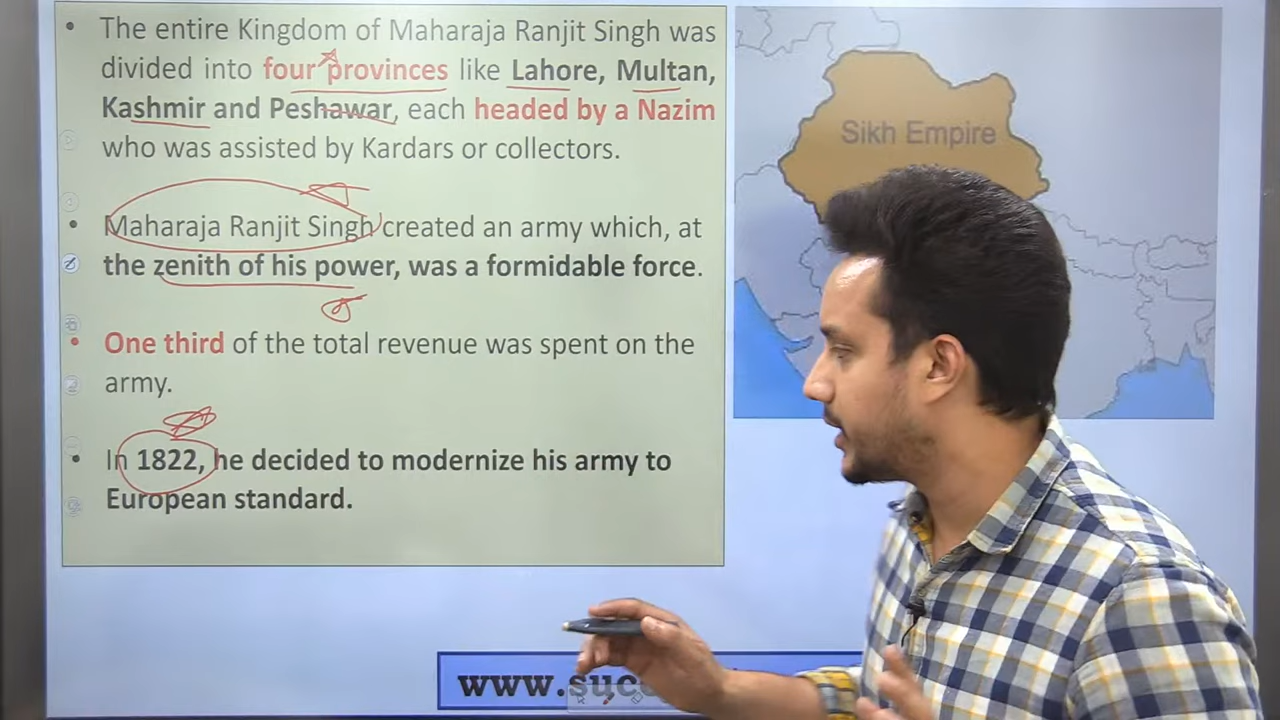 The entire Kingdom of Maharaja Ranjit Singh was
divided into four provinces like Lahore, Multan,
Kashmir and Peshawar, each headed by a Nazim
who was assisted by Kardars or collectors.
Maharaja Ranjit Singh created an army which, at
the zenith of his power, was a formidable force.
One third of the total revenue was spent on the
army.
In 1822, he decided to modernize his army to
European standard.
Sikh Empire